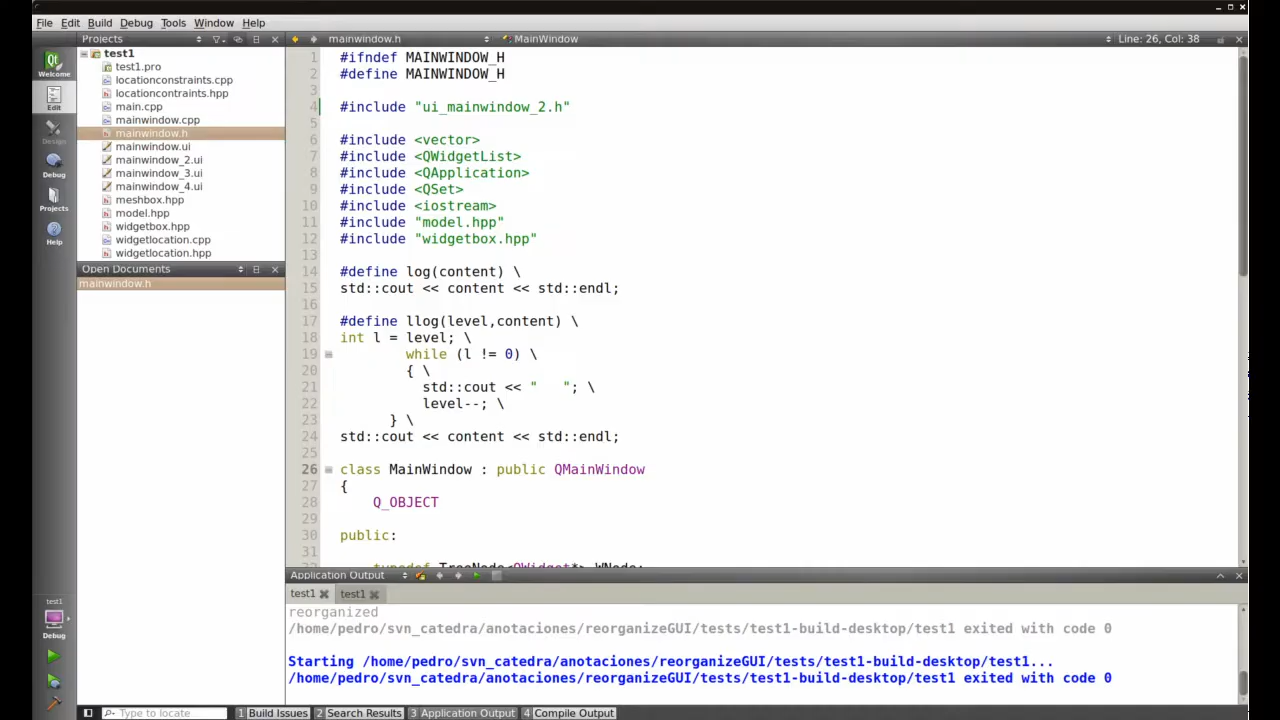 File Edit Build Debug Tools Window Help
Projects
mainwindow.h
MainWindow
Line: 26, Col: 38
Welcome
Edit
Design
Debug
Projects
Help
test1
test1.pro
locationconstraints.cpp
locationcontraints.hpp
main.cpp
mainwindow.cpp
mainwindow.h
mainwindow.ui
mainwindow_2.ui
mainwindow_3.ui
mainwindow_4.ui
meshbox.hpp
model.hpp
widgetbox.hpp
widgetlocation.cpp
widgetlocation.hpp
Open Documents
mainwindow.h
1 #ifndef MAINWINDOW_H
2 #define MAINWINDOW_H
3
4 #include "ui_mainwindow_2.h"
5
6 #include <vector>
7 #include <QWidgetList>
8 #include <QApplication>
9 #include <QSet>
10 #include <iostream>
11 #include "model.hpp"
12 #include "widgetbox.hpp"
13
14 #define log(content) \
15 std::cout << content << std::endl;
16
17 #define llog(level,content) \
18 int l = level; \
19 while (l != 0) \
20 { \
21 std::cout << "   "; \
22 level--; \
23 } \
24 std::cout << content << std::endl;
25
26 class MainWindow : public QMainWindow
27 {
28 Q_OBJECT
29
30 public:
31
typedef TreeNode<QWidget*> WNode;
Application Output
test1 test1
reorganized
/home/pedro/svn_catedra/anotaciones/reorganizeGUI/tests/test1-build-desktop/test1 exited with code 0
Starting /home/pedro/svn_catedra/anotaciones/reorganizeGUI/tests/test1-build-desktop/test1...
/home/pedro/svn_catedra/anotaciones/reorganizeGUI/tests/test1-build-desktop/test1 exited with code 0
test1
Debug
Type to locate
1 Build Issues 2 Search Results 3 Application Output 4 Compile Output